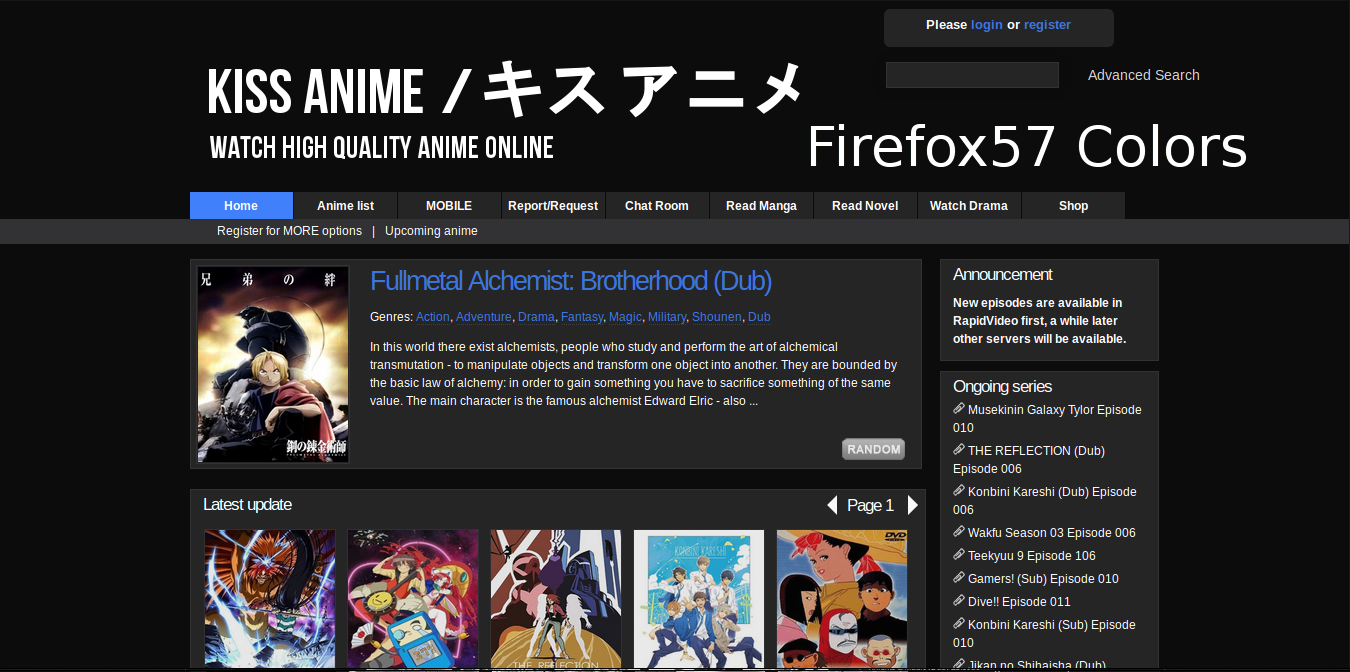 Please login or register
KISS ANIME / キス アニメ
Advanced Search
WATCH HIGH QUALITY ANIME ONLINE
Firefox57 Colors
Home Anime list MOBILE Report/Request Chat Room Read Manga Read Novel Watch Drama Shop
Register for MORE options | Upcoming anime
兄弟の絆
鋼の錬金術師
FULLMETAL ALCHEMIST
Fullmetal Alchemist: Brotherhood (Dub)
Genres: Action, Adventure, Drama, Fantasy, Magic, Military, Shounen, Dub
In this world there exist alchemists, people who study and perform the art of alchemical
transmutation - to manipulate objects and transform one object into another. They are bounded by
the basic law of alchemy: in order to gain something you have to sacrifice something of the same
value. The main character is the famous alchemist Edward Elric - also ...
RANDOM
Latest update
Page 1
THE REFLECTION
KONBINI KARESHI
DVD
Announcement
New episodes are available in
RapidVideo first, a while later
other servers will be available.
Ongoing series
Musekinin Galaxy Tylor Episode
010
THE REFLECTION (Dub)
Episode 006
Konbini Kareshi (Dub) Episode
006
Wakfu Season 03 Episode 006
Teekyuu 9 Episode 106
Gamers! (Sub) Episode 010
Dive!! Episode 011
Konbini Kareshi (Sub) Episode
010
Jikan no Shihaisha (Dub)